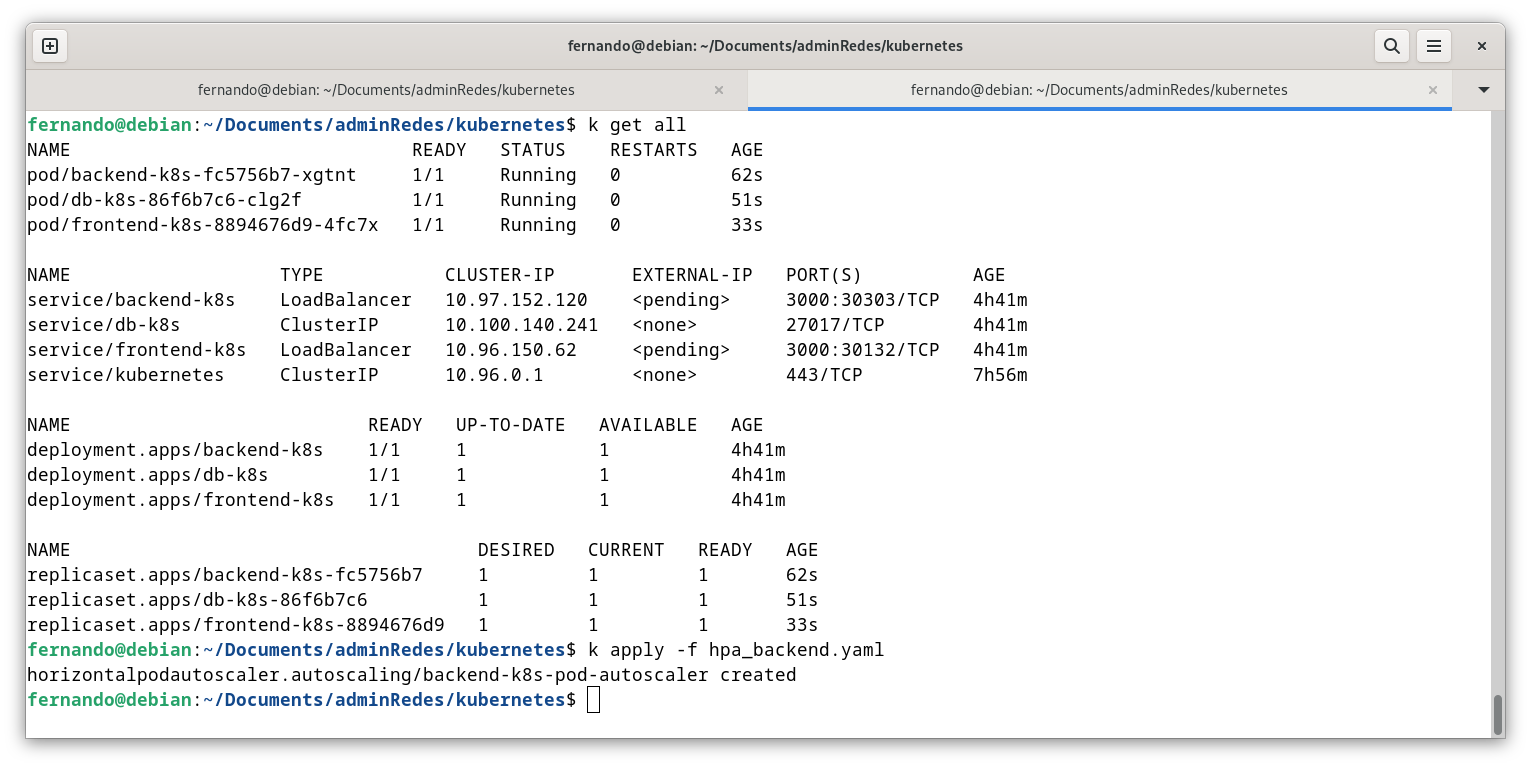 fernando@debian: ~/Documents/adminRedes/kubernetes
fernando@debian: ~/Documents/adminRedes/kubernetes
fernando@debian: ~/Documents/adminRedes/kubernetes
fernando@debian:~/Documents/adminRedes/kubernetes$ k get all
NAME                               READY   STATUS    RESTARTS   AGE
pod/backend-k8s-fc5756b7-xgtnt     1/1     Running   0          62s
pod/db-k8s-86f6b7c6-clg2f          1/1     Running   0          51s
pod/frontend-k8s-8894676d9-4fc7x   1/1     Running   0          33s
NAME                   TYPE           CLUSTER-IP       EXTERNAL-IP   PORT(S)          AGE
service/backend-k8s    LoadBalancer   10.97.152.120    <pending>     3000:30303/TCP   4h41m
service/db-k8s         ClusterIP      10.100.140.241   <none>        27017/TCP        4h41m
service/frontend-k8s   LoadBalancer   10.96.150.62     <pending>     3000:30132/TCP   4h41m
service/kubernetes     ClusterIP      10.96.0.1        <none>        443/TCP          7h56m
NAME                           READY   UP-TO-DATE   AVAILABLE   AGE
deployment.apps/backend-k8s    1/1     1            1           4h41m
deployment.apps/db-k8s         1/1     1            1           4h41m
deployment.apps/frontend-k8s   1/1     1            1           4h41m
NAME                                     DESIRED   CURRENT   READY   AGE
replicaset.apps/backend-k8s-fc5756b7     1         1         1       62s
replicaset.apps/db-k8s-86f6b7c6          1         1         1       51s
replicaset.apps/frontend-k8s-8894676d9   1         1         1       33s
fernando@debian:~/Documents/adminRedes/kubernetes$ k apply -f hpa_backend.yaml
horizontalpodautoscaler.autoscaling/backend-k8s-pod-autoscaler created
fernando@debian:~/Documents/adminRedes/kubernetes$